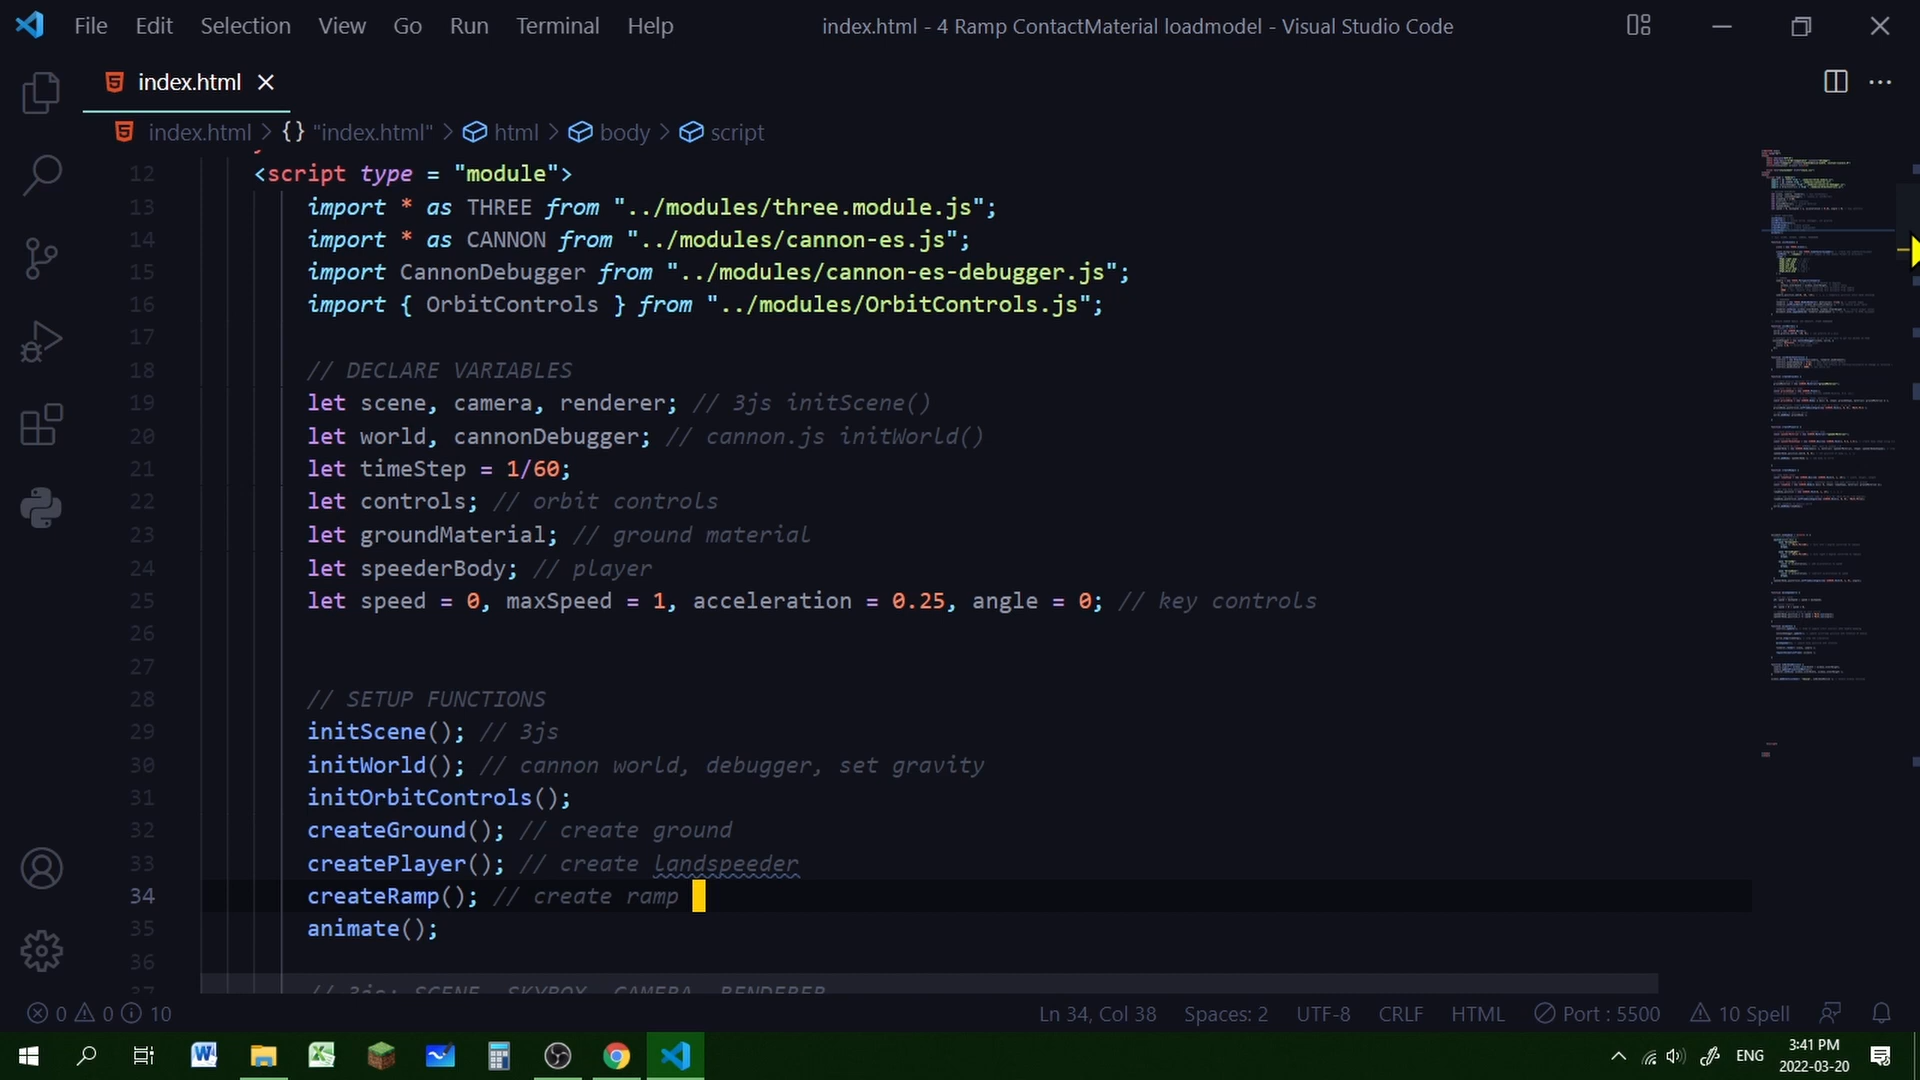 File Edit Selection View Go Run Terminal Help index.html - 4 Ramp ContactMaterial loadmodel - Visual Studio Code
index.html
index.html > {} "index.html" > html > body > script
12 <script type = "module">
13 import * as THREE from "../modules/three.module.js";
14 import * as CANNON from "../modules/cannon-es.js";
15 import CannonDebugger from "../modules/cannon-es-debugger.js";
16 import { OrbitControls } from "../modules/OrbitControls.js";
17
18 // DECLARE VARIABLES
19 let scene, camera, renderer; // 3js initScene()
20 let world, cannonDebugger; // cannon.js initWorld()
21 let timeStep = 1/60;
22 let controls; // orbit controls
23 let groundMaterial; // ground material
24 let speederBody; // player
25 let speed = 0, maxSpeed = 1, acceleration = 0.25, angle = 0; // key controls
26
27
28 // SETUP FUNCTIONS
29 initScene(); // 3js
30 initWorld(); // cannon world, debugger, set gravity
31 initOrbitControls();
32 createGround(); // create ground
33 createPlayer(); // create landspeeder
34 createRamp(); // create ramp
35 animate();
36
37 // 3js: SCENE, SKYBOX, CAMERA, RENDERER
0 0 10 Ln 34, Col 38 Spaces: 2 UTF-8 CRLF HTML Port : 5500 10 Spell
ENG 3:41 PM
2022-03-20